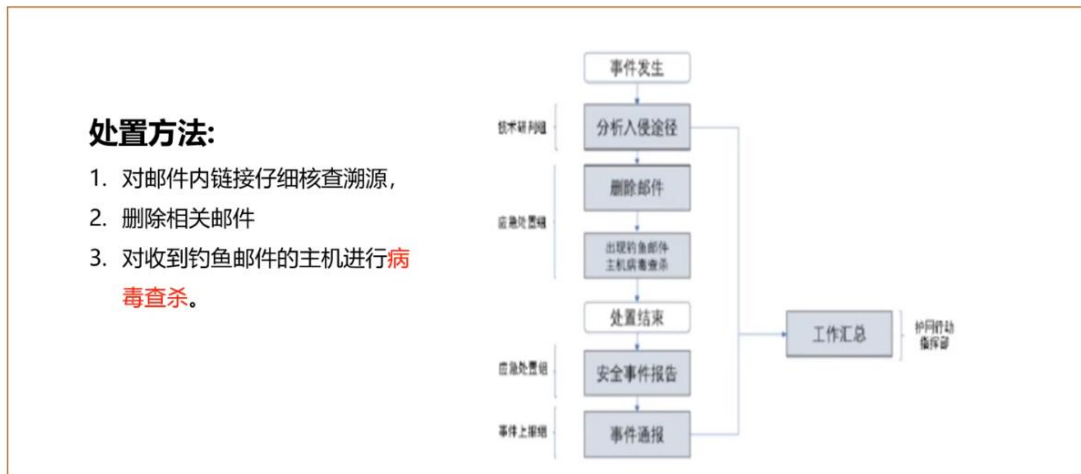 处置方法:
1. 对邮件内链接仔细核查溯源，
2. 删除相关邮件
3. 对收到钓鱼邮件的主机进行病
毒查杀。
事件发生
技术研判组
分析入侵途径
删除邮件
应急处置组
出现钓鱼邮件
主机病毒查杀
处置结束
工作汇总
护网行动
指挥部
应急处置组
安全事件报告
事件上报组
事件通报